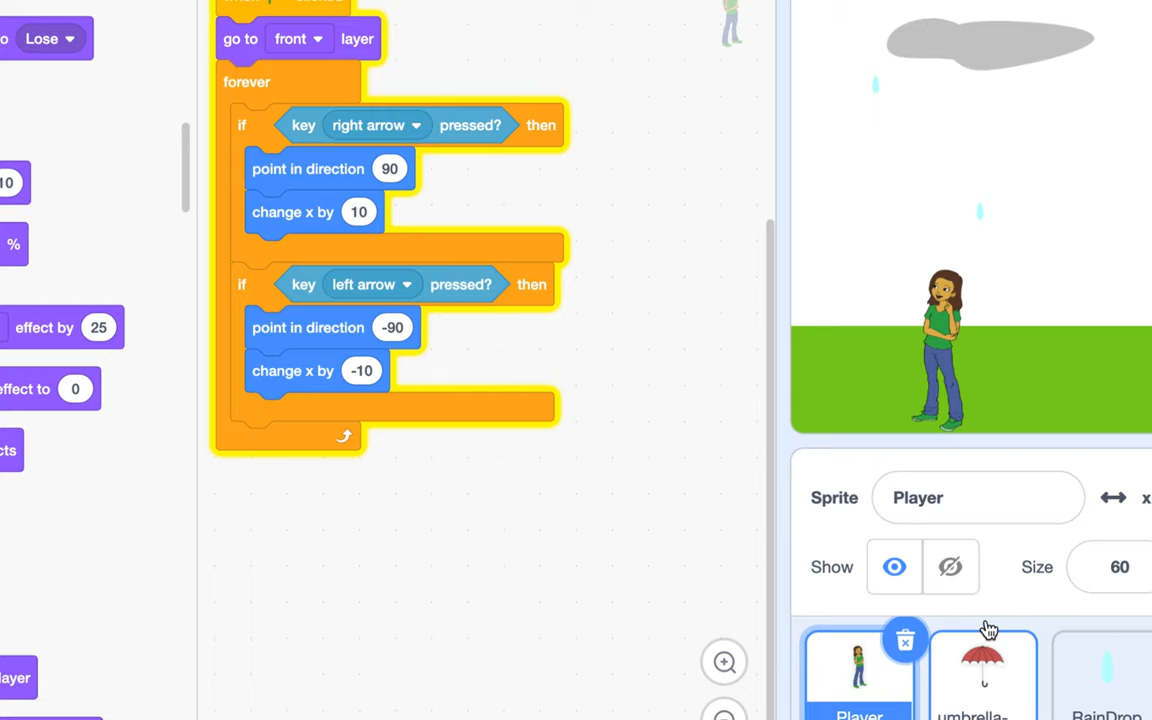 o Lose
go to front layer
forever
if key right arrow pressed? then
10
point in direction 90
change x by 10
%
if key left arrow pressed? then
effect by 25
point in direction -90
change x by -10
effect to 0
cts
Sprite Player x
Show Size 60
ayer
Player
umbrella-
RainDrop